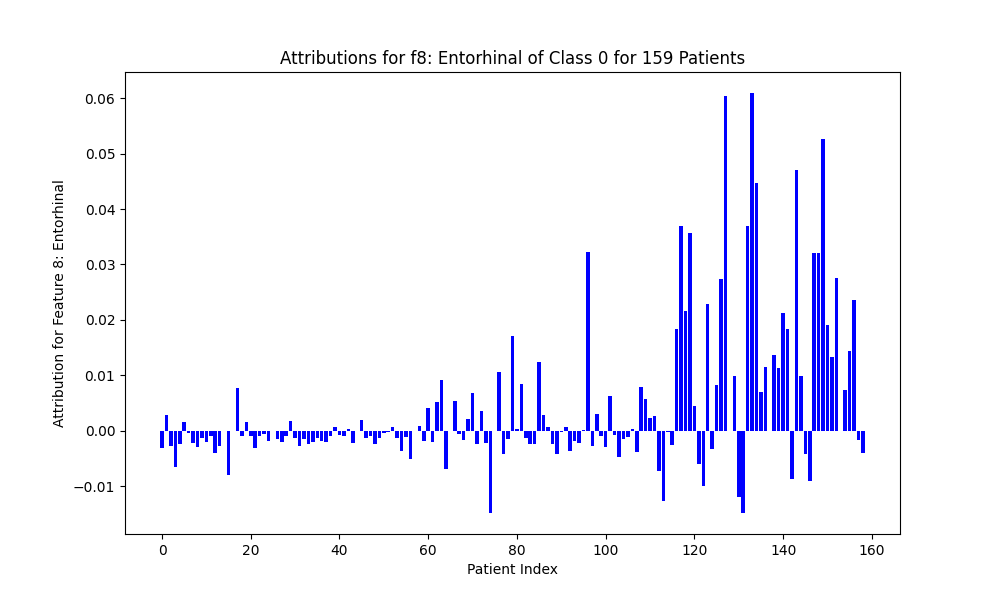 Attributions for f8: Entorhinal of Class 0 for 159 Patients
Attribution for Feature 8: Entorhinal
0.06
0.05
0.04
0.03
0.02
0.01
0.00
−0.01
0 20 40 60 80 100 120 140 160
Patient Index